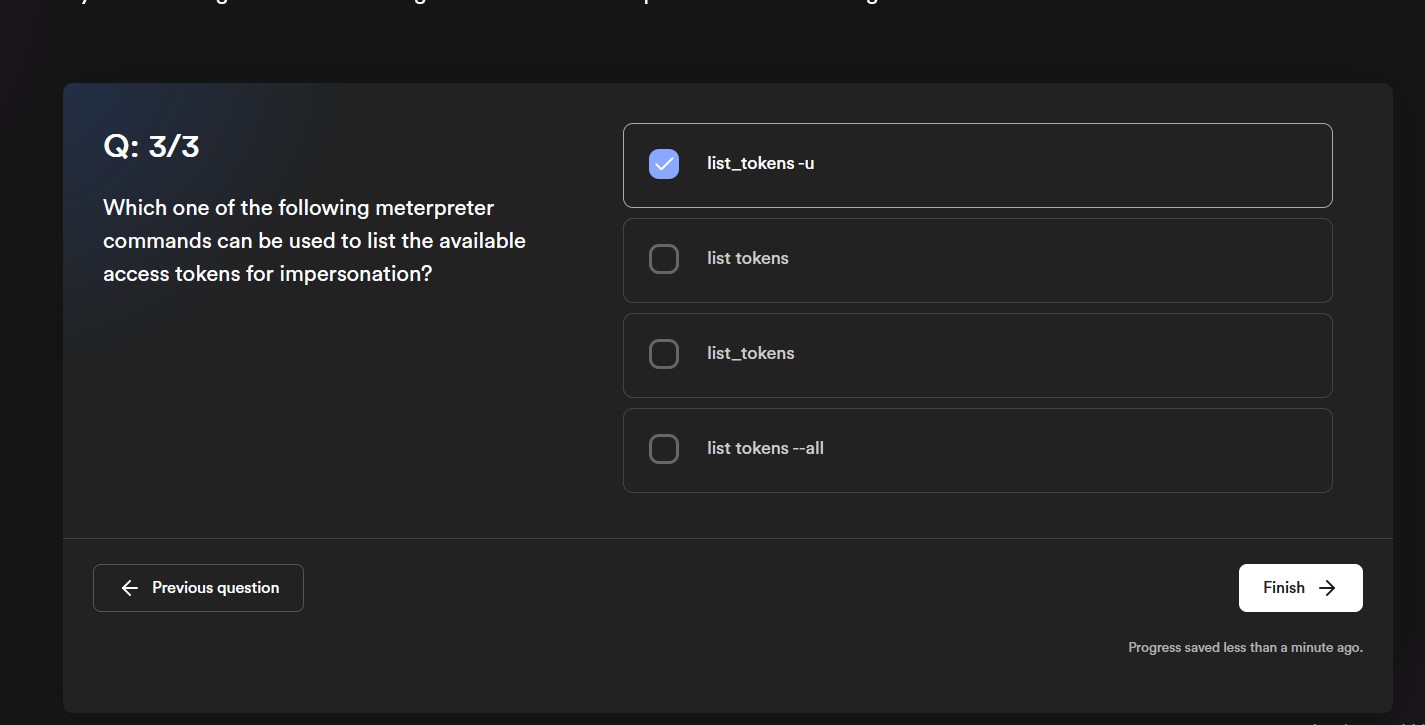 Q: 3/3
Which one of the following meterpreter
commands can be used to list the available
access tokens for impersonation?
list_tokens -u
list tokens
list_tokens
list tokens --all
Previous question
Finish
Progress saved less than a minute ago.